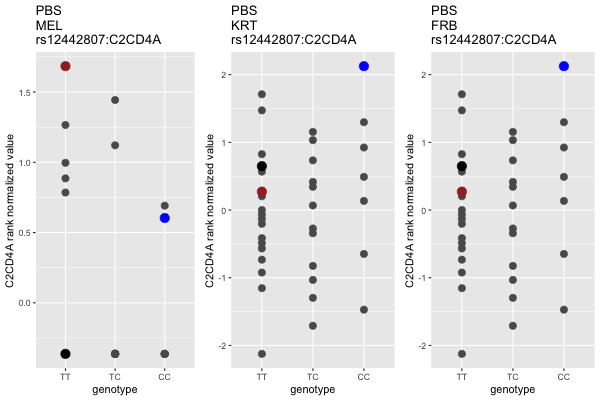 PBS
MEL
rs12442807:C2CD4A
C2CD4A rank normalized value
1.5
1.0
0.5
0.0
TT
TC
CC
genotype
PBS
KRT
rs12442807:C2CD4A
C2CD4A rank normalized value
2
1
0
-1
-2
TT
TC
CC
genotype
PBS
FRB
rs12442807:C2CD4A
C2CD4A rank normalized value
2
1
0
-1
-2
TT
TC
CC
genotype